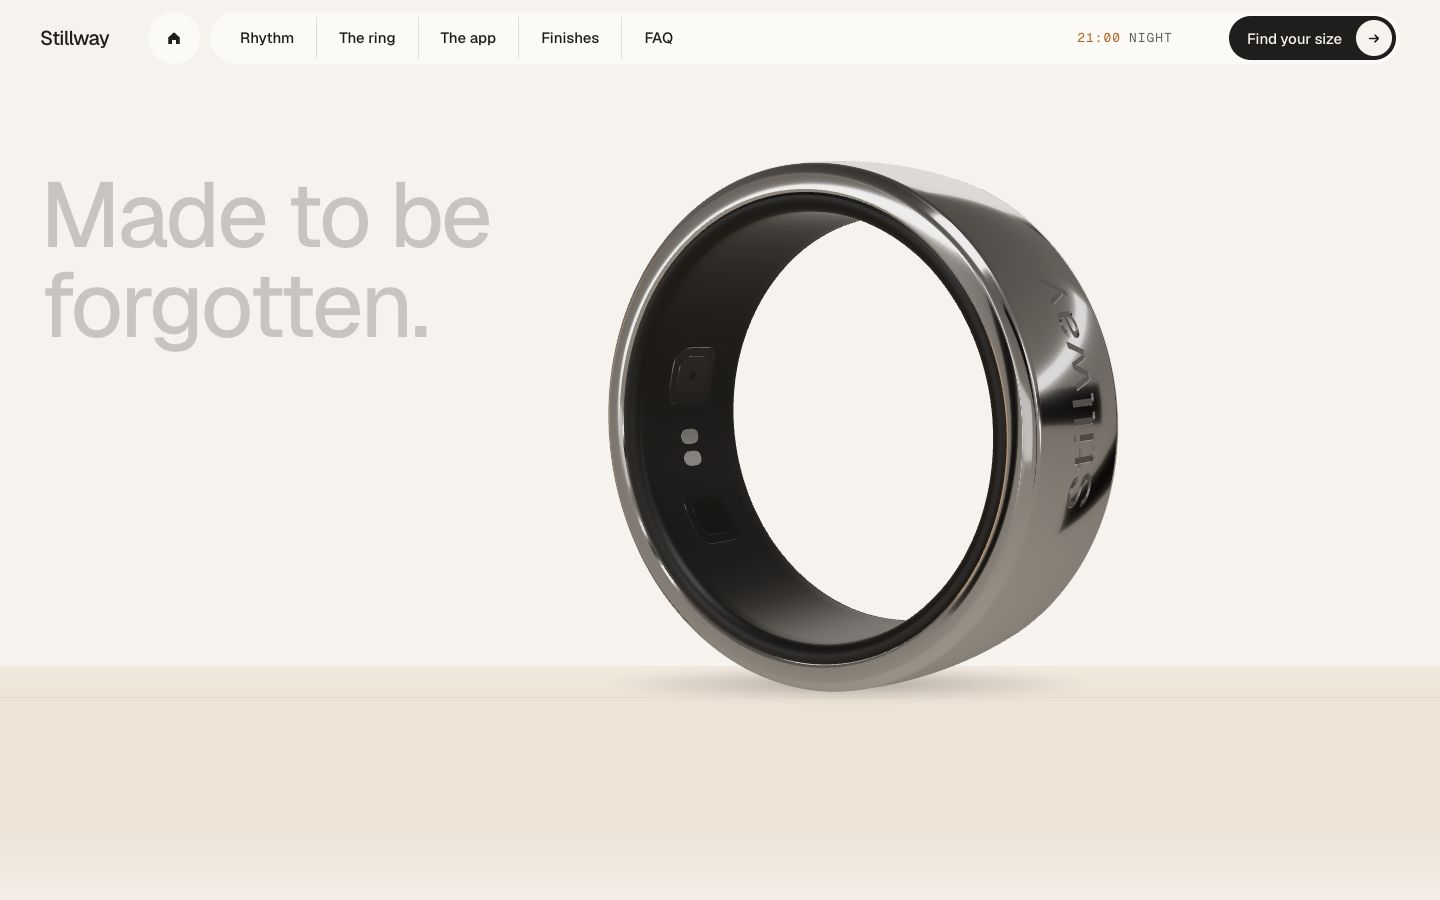 Stillway
Rhythm
The ring
The app
Finishes
FAQ
21:00 NIGHT
Find your size
Made to be
forgotten.
Stillway